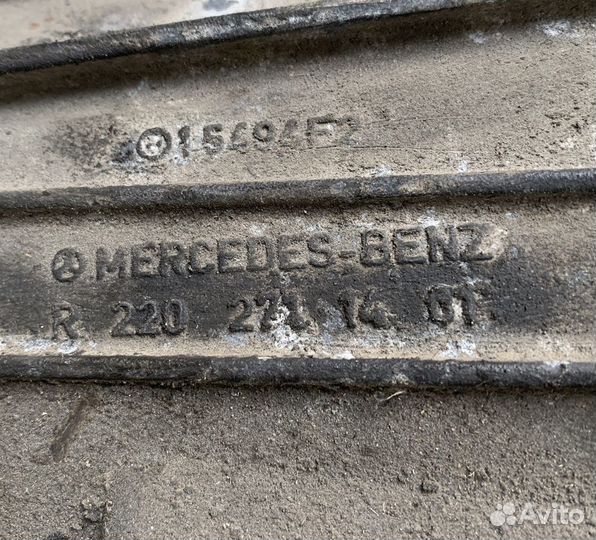 15494F2
MERCEDES-BENZ
R 220 271 14 01
Avito